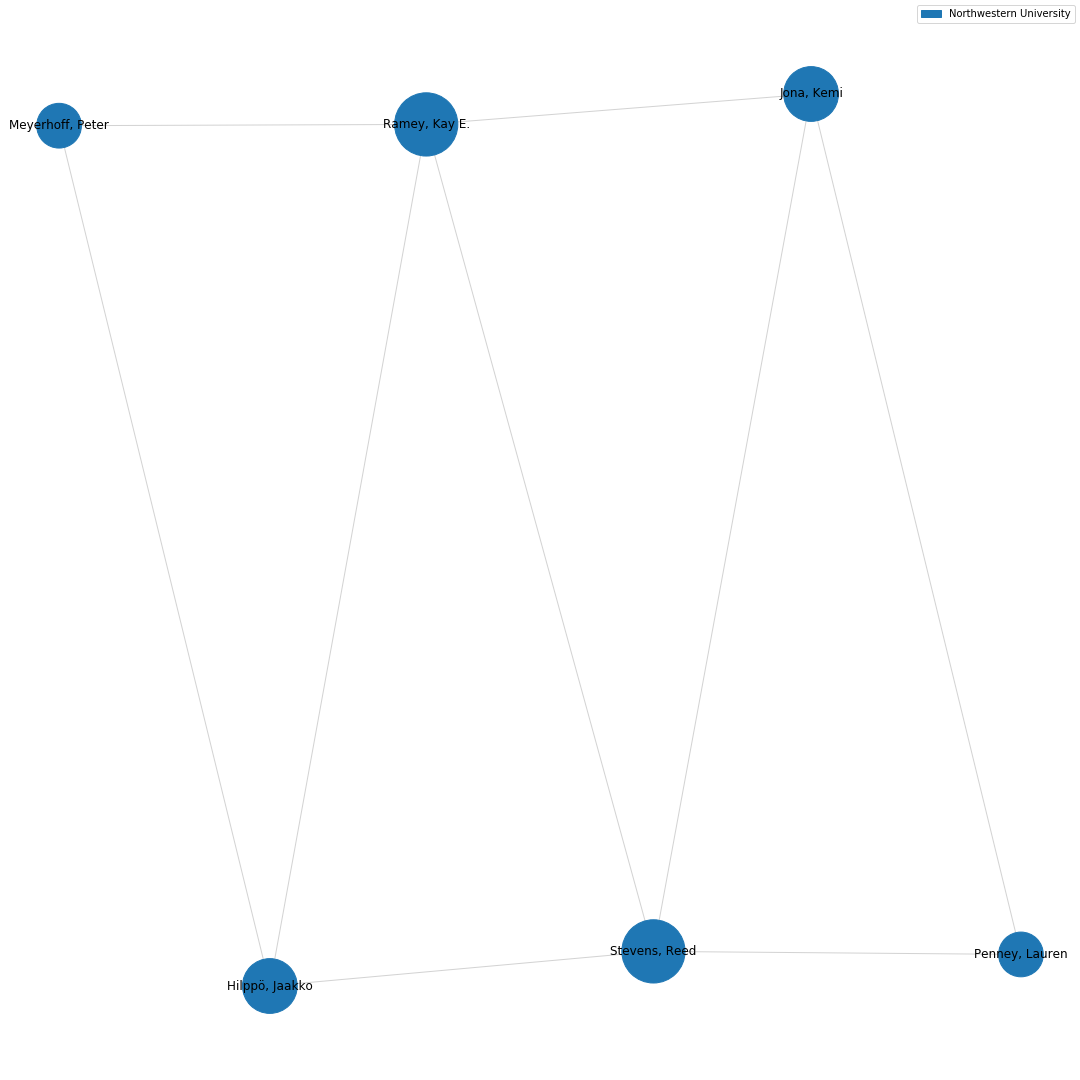 Northwestern University
Jona, Kemi
Meyerhoff, Peter
Ramey, Kay E.
Stevens, Reed
Penney, Lauren
Hilppö, Jaakko